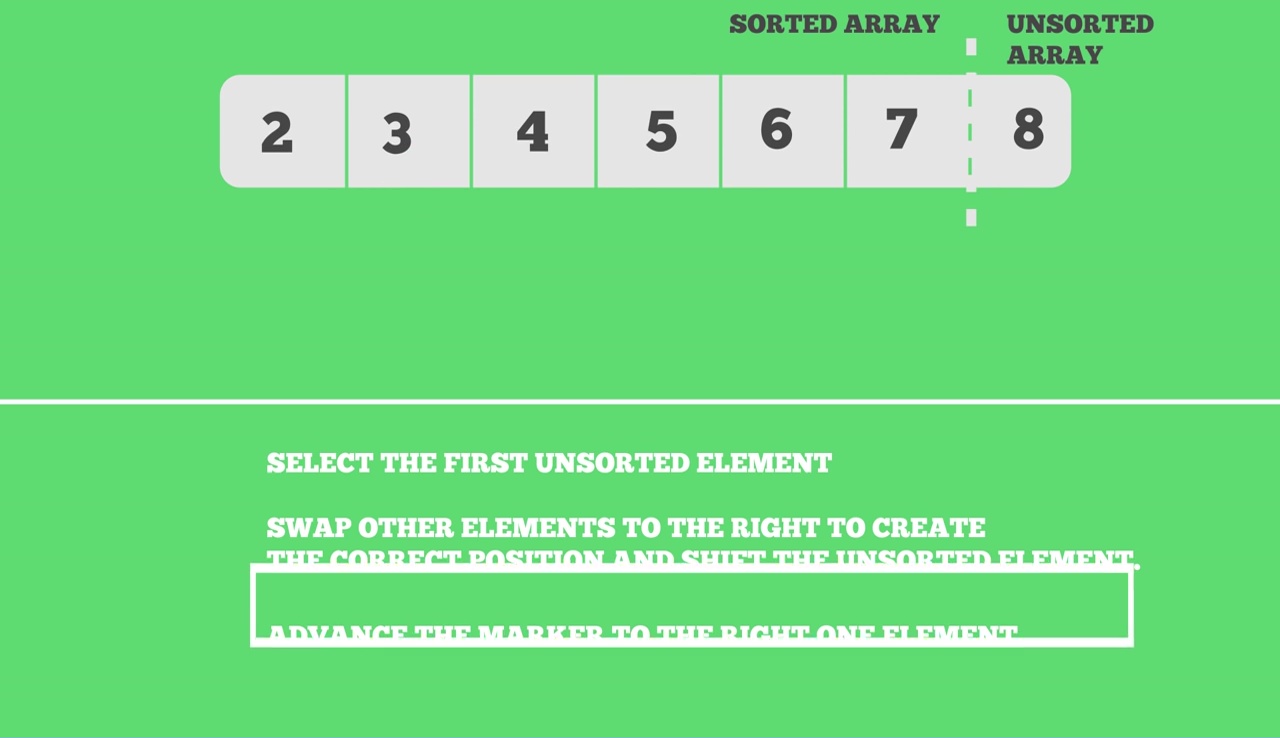 SORTED ARRAY
UNSORTED
ARRAY
2 3 4 5 6 7 8
SELECT THE FIRST UNSORTED ELEMENT
SWAP OTHER ELEMENTS TO THE RIGHT TO CREATE
THE CORRECT POSITION AND SHIFT THE UNSORTED ELEMENT.
ADVANCE THE MARKER TO THE RIGHT ONE ELEMENT